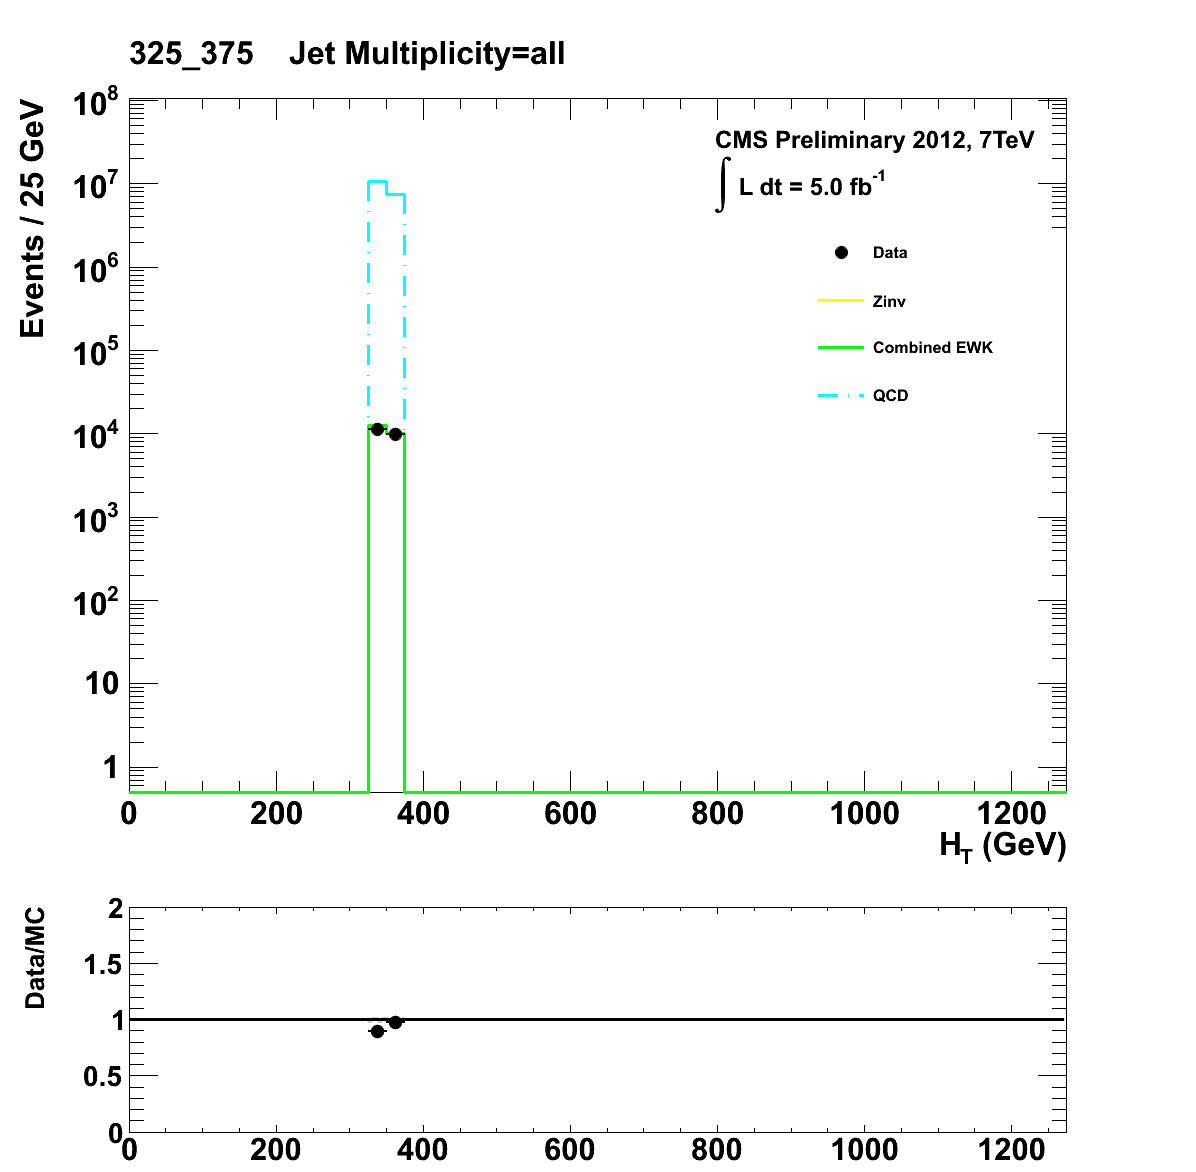 325_375    Jet Multiplicity=all
Events / 25 GeV
10^8
10^7
10^6
10^5
10^4
10^3
10^2
10
1
CMS Preliminary 2012, 7TeV
∫ L dt = 5.0 fb^-1
Data
Zinv
Combined EWK
QCD
0 200 400 600 800 1000 1200
H_T (GeV)
Data/MC
2
1.5
1
0.5
0
0 200 400 600 800 1000 1200